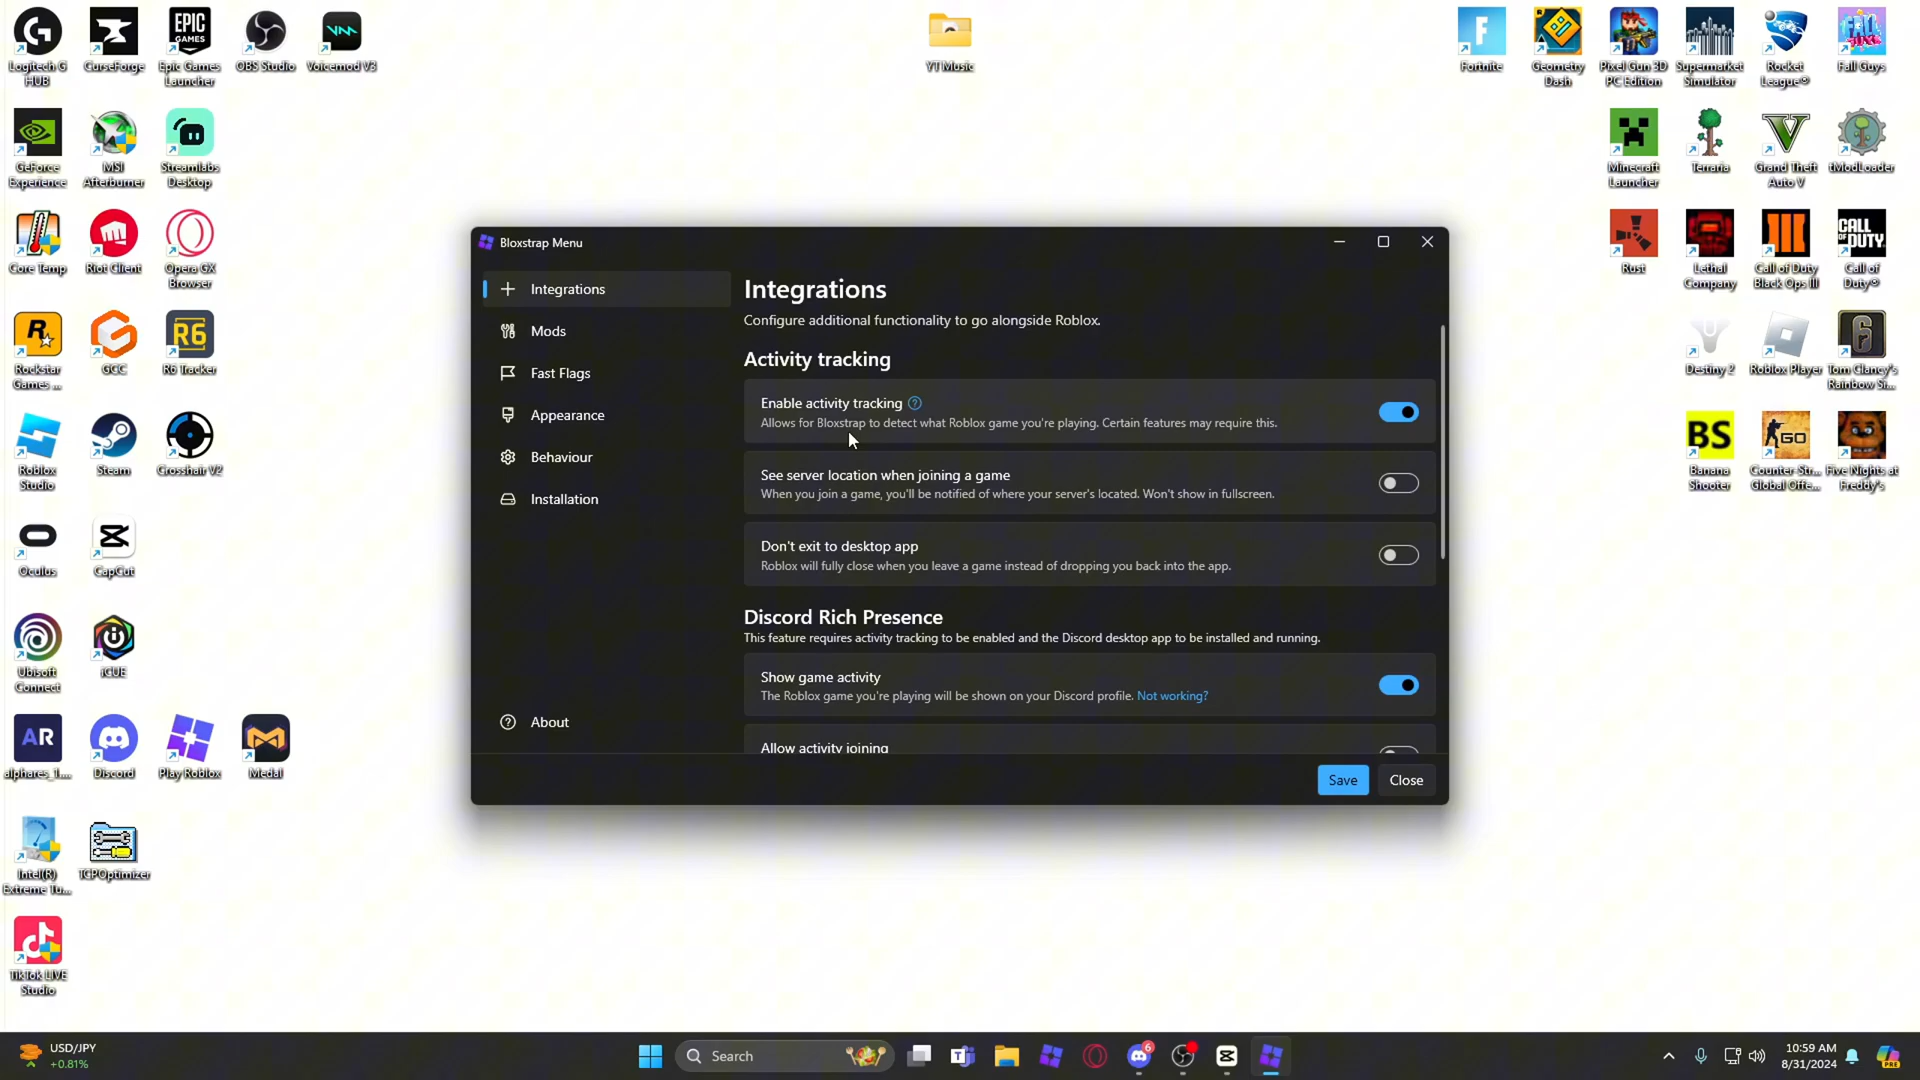 Logitech G
HUB
CurseForge
Epic Games
Launcher
OBS Studio
Voicemod V3
YT Music
Fortnite
Geometry
Dash
Pixel Gun 3D
PC Edition
Supermarket
Simulator
Rocket
League®
Fall Guys
GeForce
Experience
MSI
Afterburner
Streamlabs
Desktop
Minecraft
Launcher
Terraria
Grand Theft
Auto V
tModLoader
Core Temp
Riot Client
Opera GX
Browser
Rust
Lethal
Company
Call of Duty
Black Ops III
Call of
Duty®
Rockstar
Games ...
GCC
R6 Tracker
Destiny 2
Roblox Player
Tom Clancy's
Rainbow Si...
Roblox
Studio
Steam
Crosshair V2
Banana
Shooter
Counter-Str...
Global Offe...
Five Nights at
Freddy's
Oculus
CapCut
Ubisoft
Connect
iCUE
alphares_1....
Discord
Play Roblox
Medal
Intel(R)
Extreme Tu...
TCPOptimizer
TikTok LIVE
Studio
EPIC
GAMES
R6
AR
BS
GO
CALL
OF DUTY
Bloxstrap Menu
Integrations
Mods
Fast Flags
Appearance
Behaviour
Installation
About
Integrations
Configure additional functionality to go alongside Roblox.
Activity tracking
Enable activity tracking
Allows for Bloxstrap to detect what Roblox game you're playing. Certain features may require this.
See server location when joining a game
When you join a game, you'll be notified of where your server's located. Won't show in fullscreen.
Don't exit to desktop app
Roblox will fully close when you leave a game instead of dropping you back into the app.
Discord Rich Presence
This feature requires activity tracking to be enabled and the Discord desktop app to be installed and running.
Show game activity
The Roblox game you're playing will be shown on your Discord profile. Not working?
Allow activity joining
Save
Close
USD/JPY
+0.81%
Search
6
10:59 AM
8/31/2024
PRE